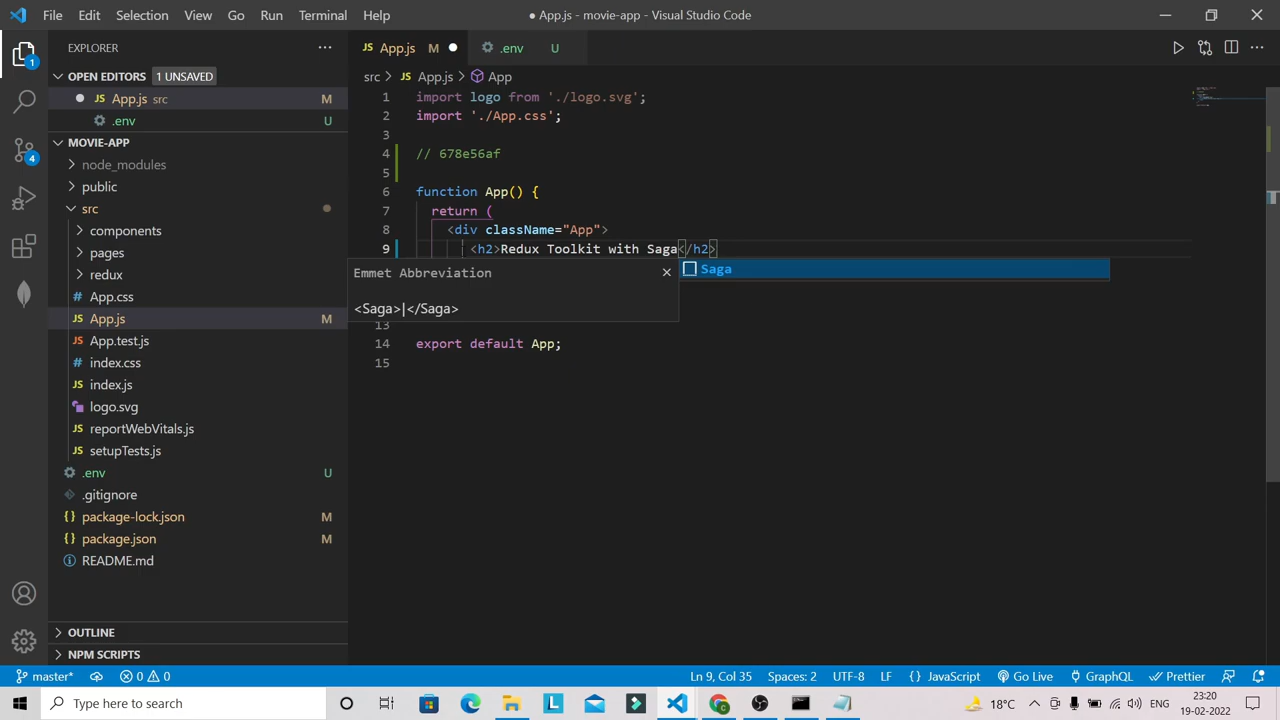 File Edit Selection View Go Run Terminal Help
● App.js - movie-app - Visual Studio Code
EXPLORER
OPEN EDITORS 1 UNSAVED
JS App.js src M
.env U
MOVIE-APP
node_modules
public
src
components
pages
redux
# App.css
JS App.js M
JS App.test.js
# index.css
JS index.js
logo.svg
JS reportWebVitals.js
JS setupTests.js
.env U
.gitignore
{} package-lock.json M
{} package.json M
README.md
OUTLINE
NPM SCRIPTS
1
4
JS App.js M ●
.env U
src > JS App.js > App
1 import logo from './logo.svg';
2 import './App.css';
3
4 // 678e56af
5
6 function App() {
7 return (
8 <div className="App">
9 <h2>Redux Toolkit with Saga</h2>
Emmet Abbreviation
<Saga>|</Saga>
Saga
13
14 export default App;
15
master* 0 0
Ln 9, Col 35 Spaces: 2 UTF-8 LF {} JavaScript Go Live GraphQL Prettier
Type here to search
L
C
18°C ENG 23:20
19-02-2022